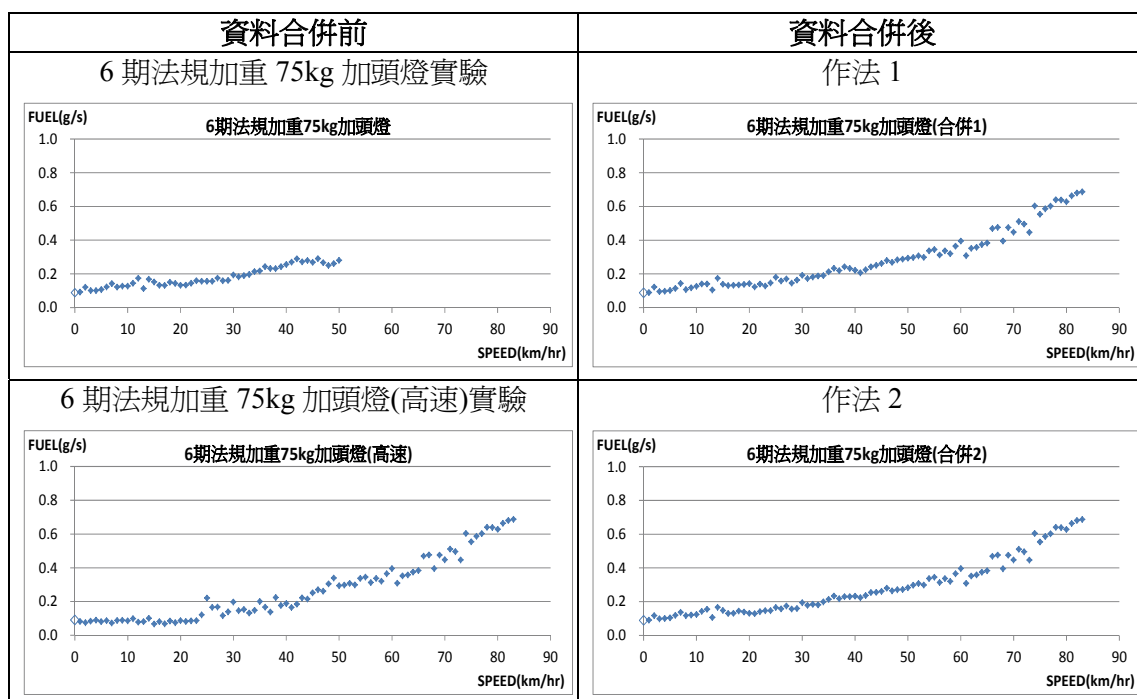 資料合併前
資料合併後
6 期法規加重 75kg 加頭燈實驗
作法 1
FUEL(g/s)
6期法規加重75kg加頭燈
1.0
0.8
0.6
0.4
0.2
0.0
0 10 20 30 40 50 60 70 80 90
SPEED(km/hr)
FUEL(g/s)
6期法規加重75kg加頭燈(合併1)
1.0
0.8
0.6
0.4
0.2
0.0
0 10 20 30 40 50 60 70 80 90
SPEED(km/hr)
6 期法規加重 75kg 加頭燈(高速)實驗
作法 2
FUEL(g/s)
6期法規加重75kg加頭燈(高速)
1.0
0.8
0.6
0.4
0.2
0.0
0 10 20 30 40 50 60 70 80 90
SPEED(km/hr)
FUEL(g/s)
6期法規加重75kg加頭燈(合併2)
1.0
0.8
0.6
0.4
0.2
0.0
0 10 20 30 40 50 60 70 80 90
SPEED(km/hr)